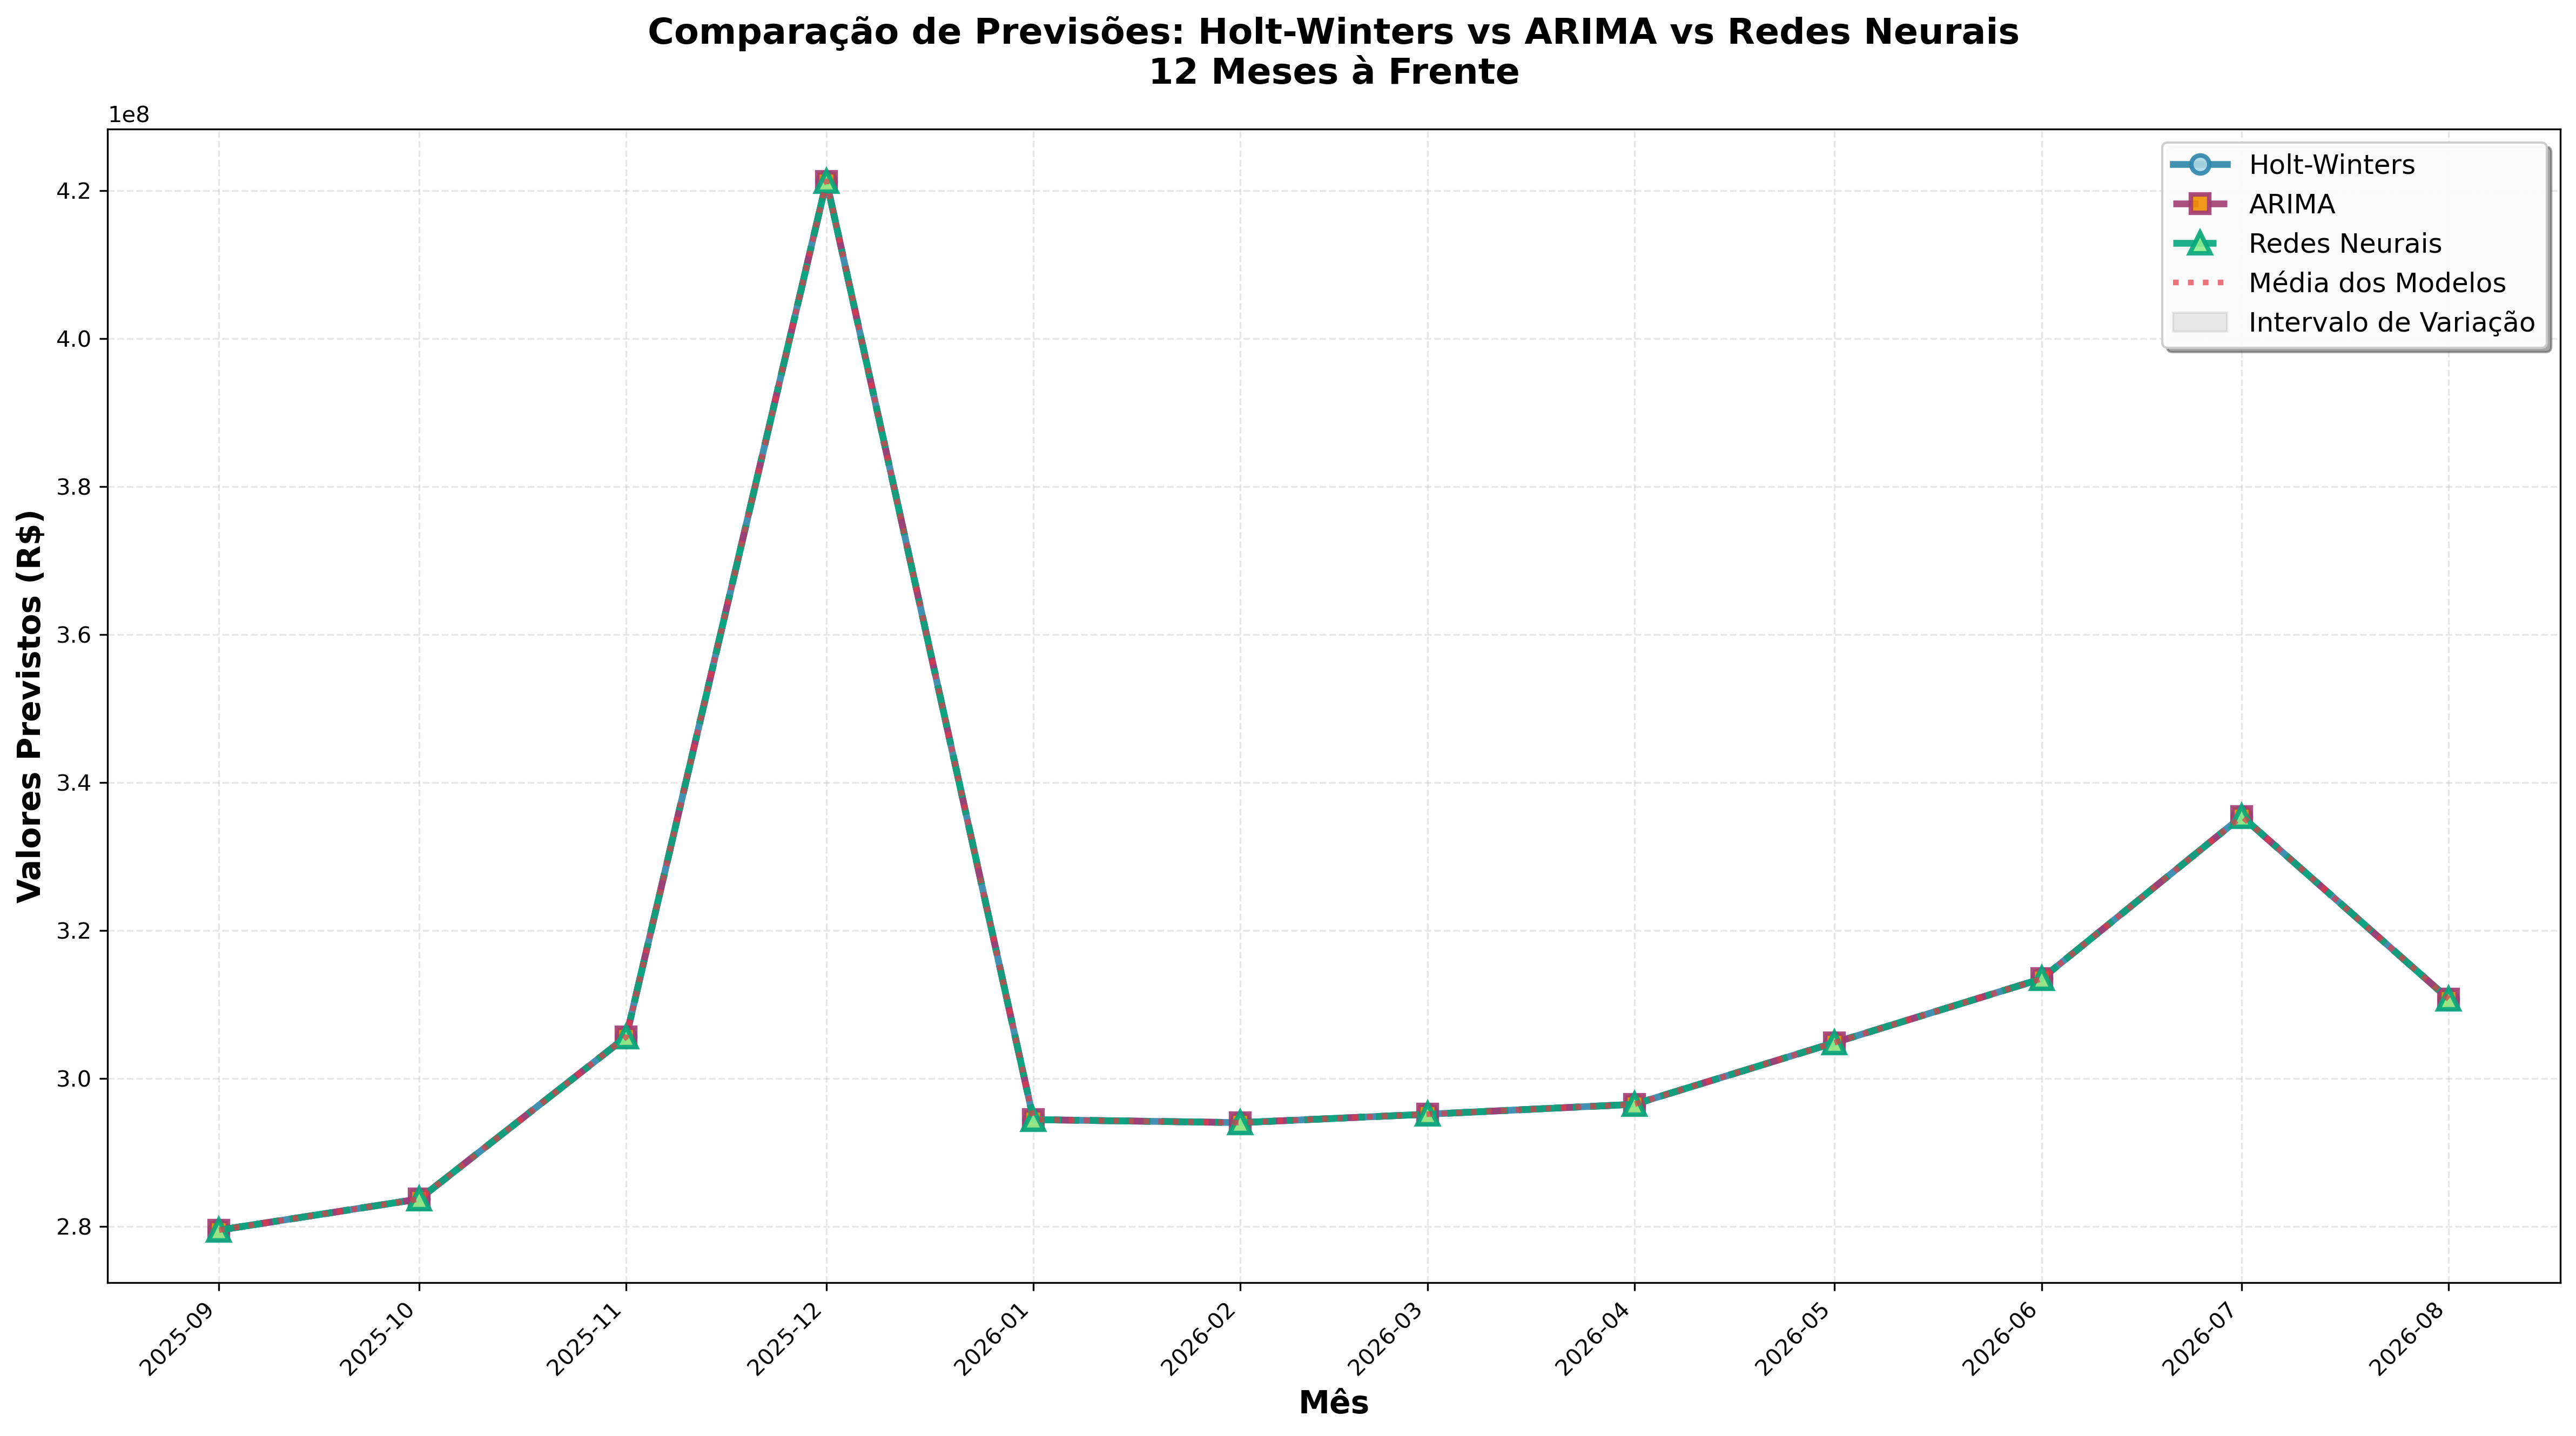 Comparação de Previsões: Holt-Winters vs ARIMA vs Redes Neurais
12 Meses à Frente
1e8
Holt-Winters
ARIMA
Redes Neurais
Média dos Modelos
Intervalo de Variação
4.2
4.0
3.8
3.6
3.4
3.2
3.0
2.8
Valores Previstos (R$)
2025-09
2025-10
2025-11
2025-12
2026-01
2026-02
2026-03
2026-04
2026-05
2026-06
2026-07
2026-08
Mês